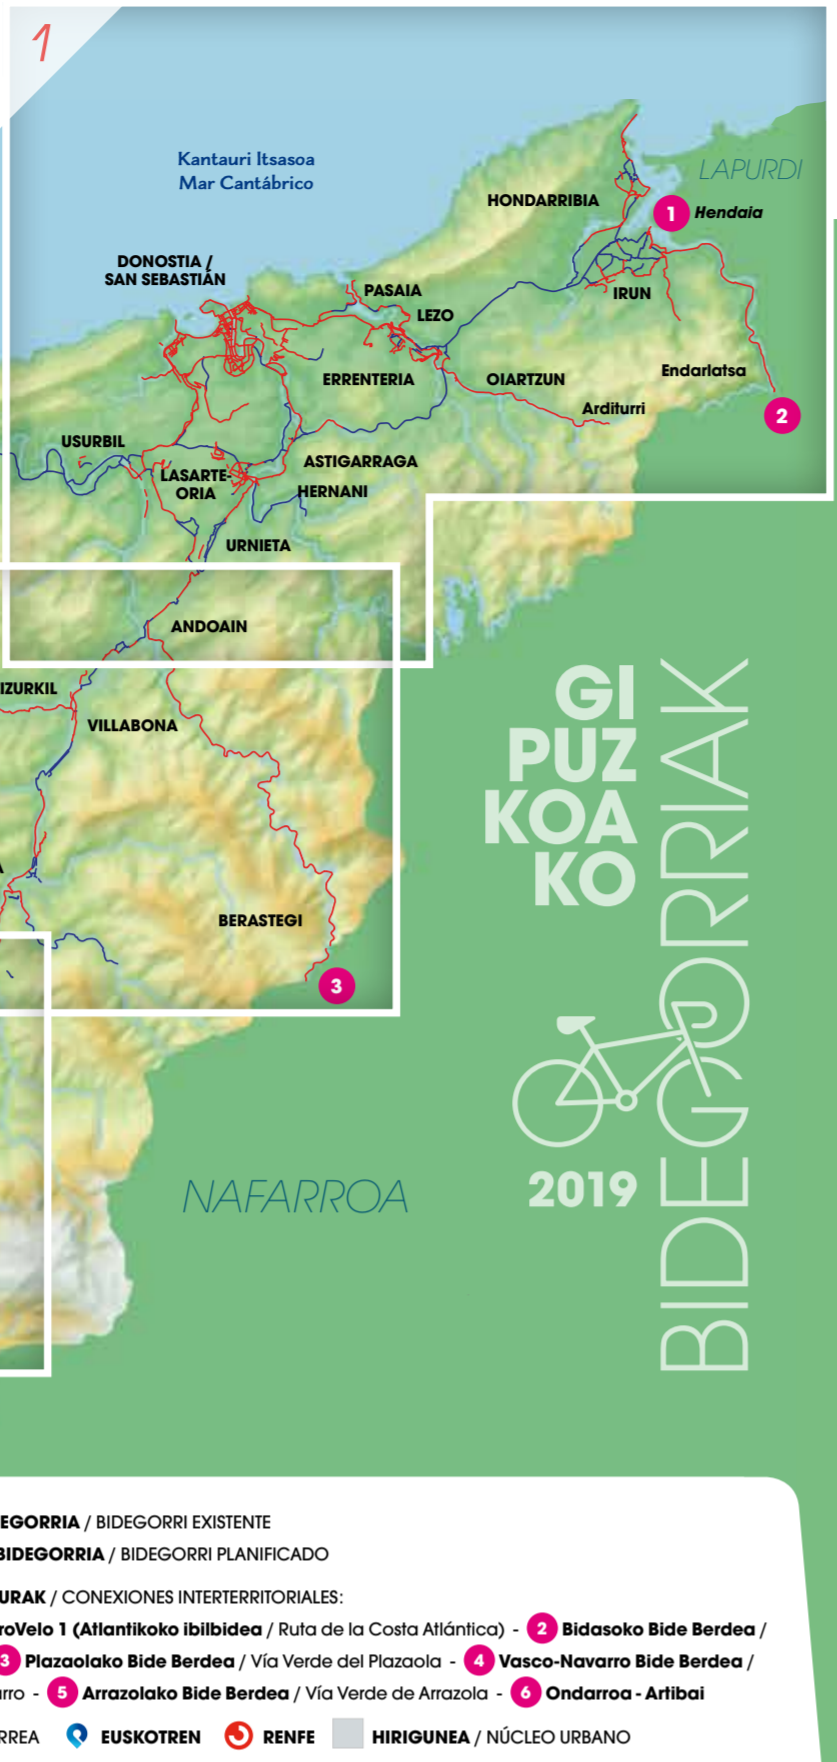 1
Kantauri Itsasoa
Mar Cantábrico
LAPURDI
HONDARRIBIA
1 Hendaia
DONOSTIA /
SAN SEBASTIÁN
PASAIA
IRUN
LEZO
ERRENTERIA
OIARTZUN
Endarlatsa
Arditurri
2
USURBIL
ASTIGARRAGA
LASARTE-
ORIA
HERNANI
URNIETA
ANDOAIN
IZURKIL
VILLABONA
GI
PUZ
KOA
KO
BIDEGORRIAK
A
BERASTEGI
3
NAFARROA
2019
EGORRIA / BIDEGORRI EXISTENTE
BIDEGORRIA / BIDEGORRI PLANIFICADO
URAK / CONEXIONES INTERTERRITORIALES:
roVelo 1 (Atlantikoko ibilbidea / Ruta de la Costa Atlántica) - 2 Bidasoko Bide Berdea /
3 Plazaolako Bide Berdea / Vía Verde del Plazaola - 4 Vasco-Navarro Bide Berdea /
arro - 5 Arrazolako Bide Berdea / Vía Verde de Arrazola - 6 Ondarroa - Artibai
RREA EUSKOTREN RENFE HIRIGUNEA / NÚCLEO URBANO